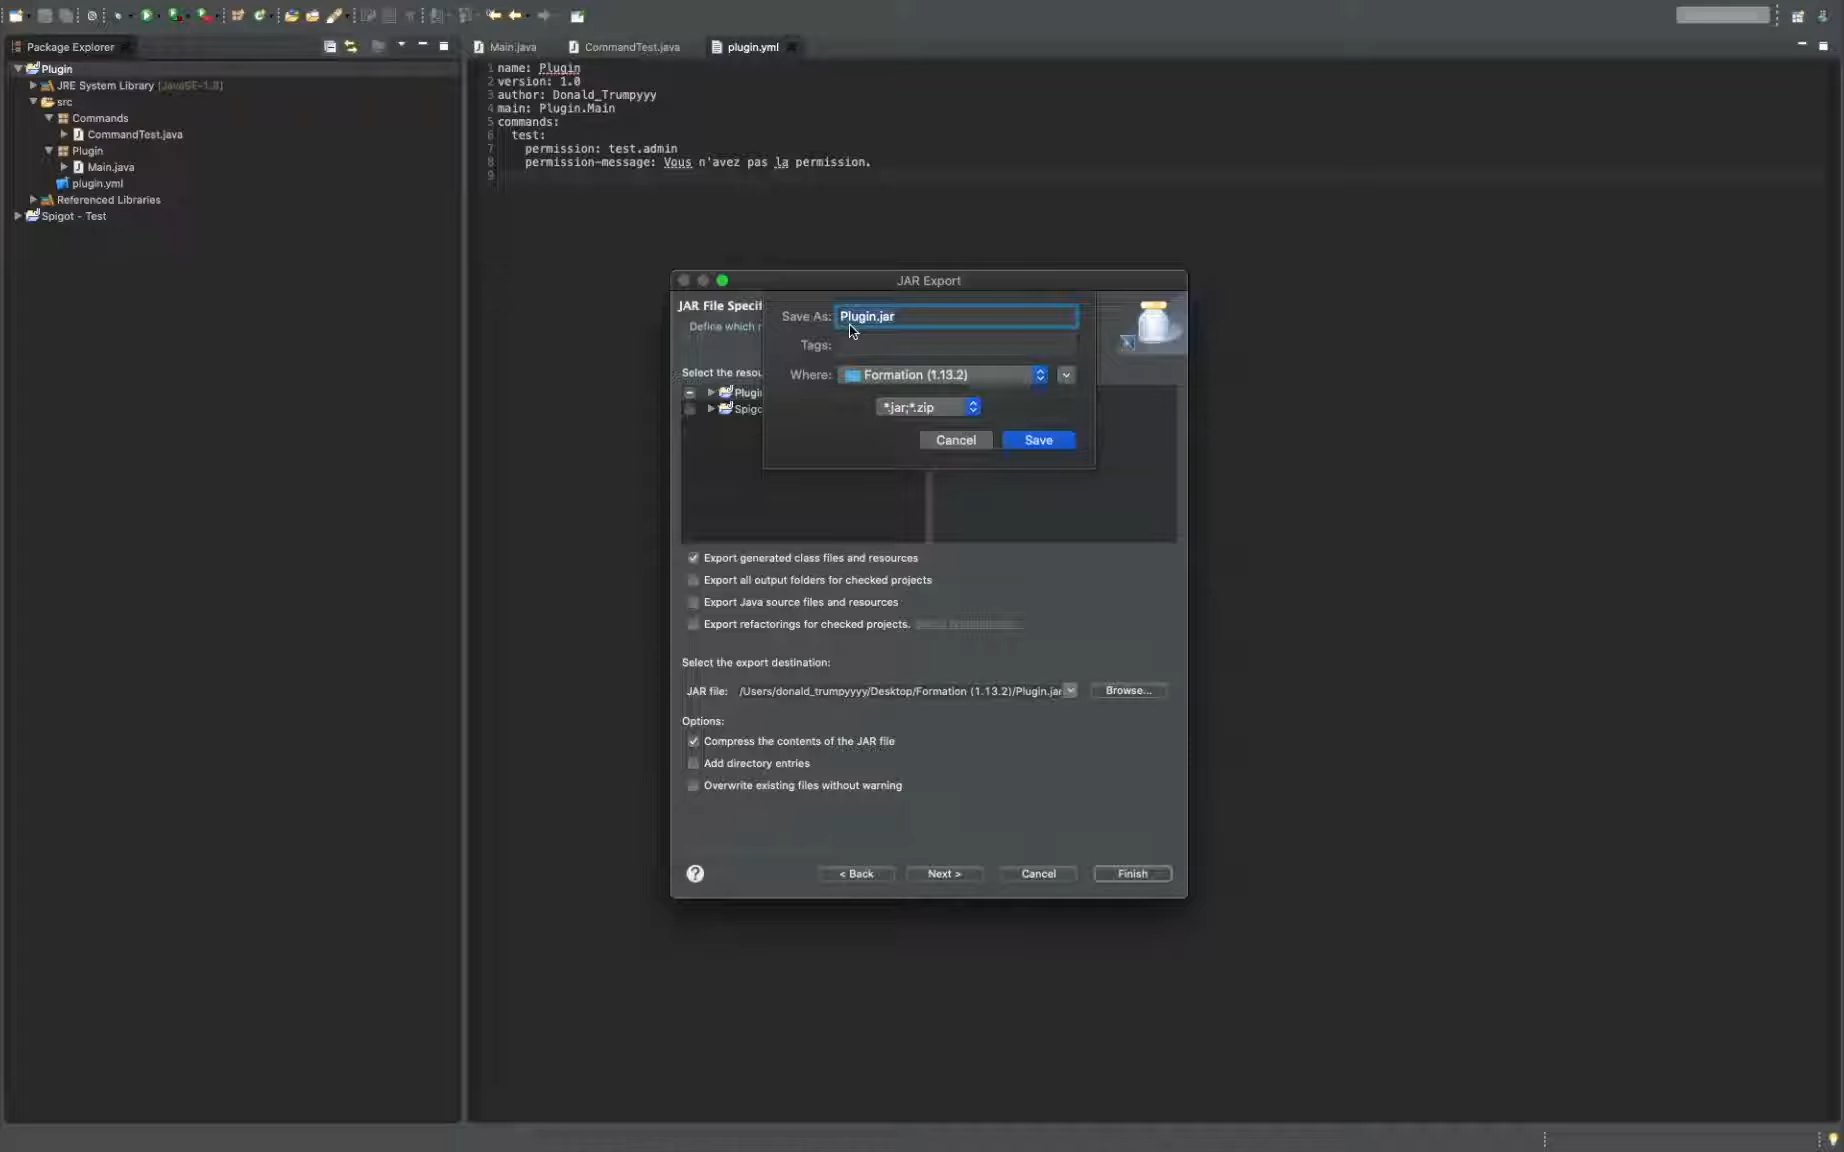 Package Explorer
Plugin
JRE System Library (JavaSE-1.8)
src
Commands
CommandTest.java
Plugin
Main.java
plugin.yml
Referenced Libraries
Spigot - Test
Main.java
CommandTest.java
plugin.yml
1 name: Plugin
2 version: 1.0
3 author: Donald_Trumpyyy
4 main: Plugin.Main
5 commands:
6 test:
7 permission: test.admin
8 permission-message: Vous n'avez pas la permission.
9
JAR Export
JAR File Specif
Define which r
Save As: Plugin.jar
Tags:
Where: Formation (1.13.2)
*.jar;*.zip
Cancel
Save
Select the resou
Plugi
Spigo
Export generated class files and resources
Export all output folders for checked projects
Export Java source files and resources
Export refactorings for checked projects.
Select the export destination:
JAR file: /Users/donald_trumpyyyy/Desktop/Formation (1.13.2)/Plugin.jar
Browse...
Options:
Compress the contents of the JAR file
Add directory entries
Overwrite existing files without warning
?
< Back
Next >
Cancel
Finish